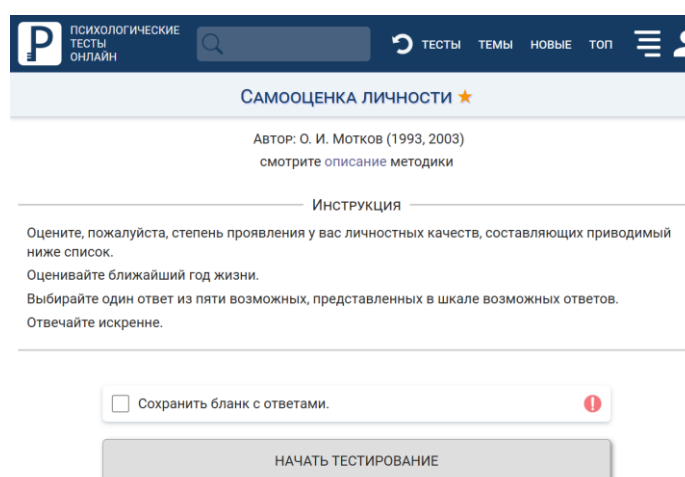 ПСИХОЛОГИЧЕСКИЕ
ТЕСТЫ
ОНЛАЙН
ТЕСТЫ ТЕМЫ НОВЫЕ ТОП
САМООЦЕНКА ЛИЧНОСТИ
АВТОР: О. И. МОТКОВ (1993, 2003)
СМОТРИТЕ ОПИСАНИЕ МЕТОДИКИ
ИНСТРУКЦИЯ
Оцените, пожалуйста, степень проявления у вас личностных качеств, составляющих приводимый
ниже список.
Оценивайте ближайший год жизни.
Выбирайте один ответ из пяти возможных, представленных в шкале возможных ответов.
Отвечайте искренне.
Сохранить бланк с ответами.
НАЧАТЬ ТЕСТИРОВАНИЕ